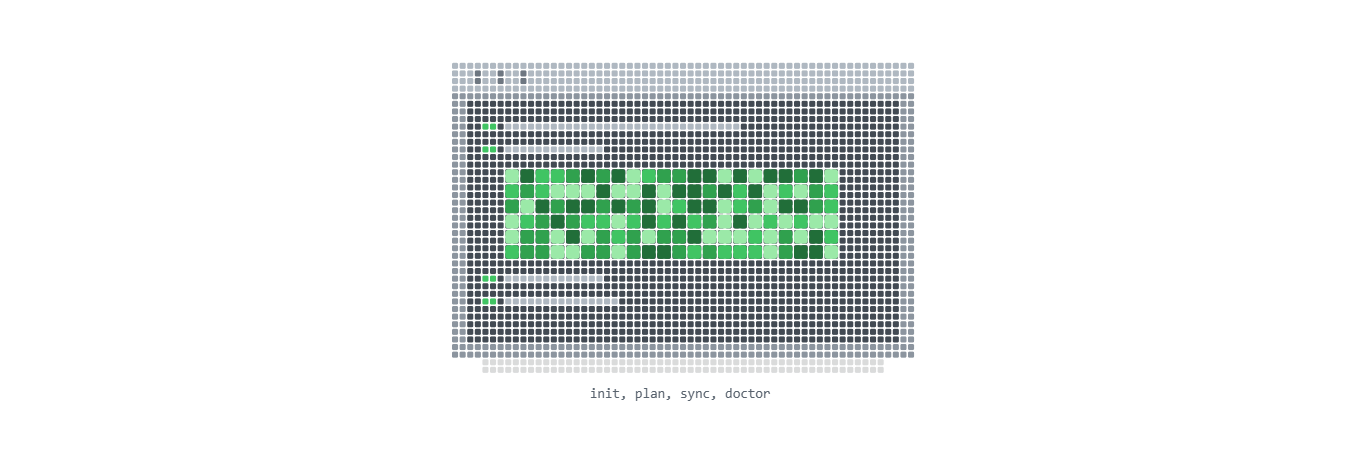 init, plan, sync, doctor